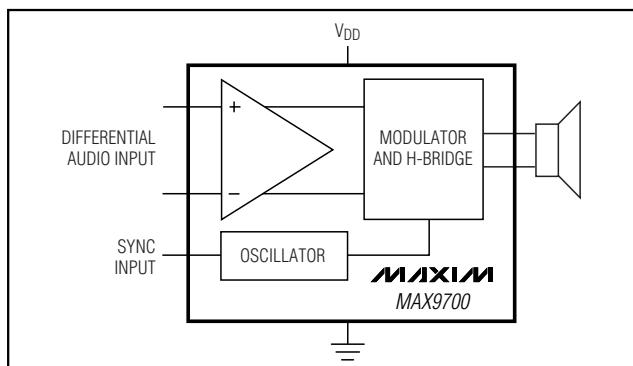 VDD
+
DIFFERENTIAL
AUDIO INPUT
MODULATOR
AND H-BRIDGE
−
SYNC
INPUT
OSCILLATOR
MAXIM
MAX9700